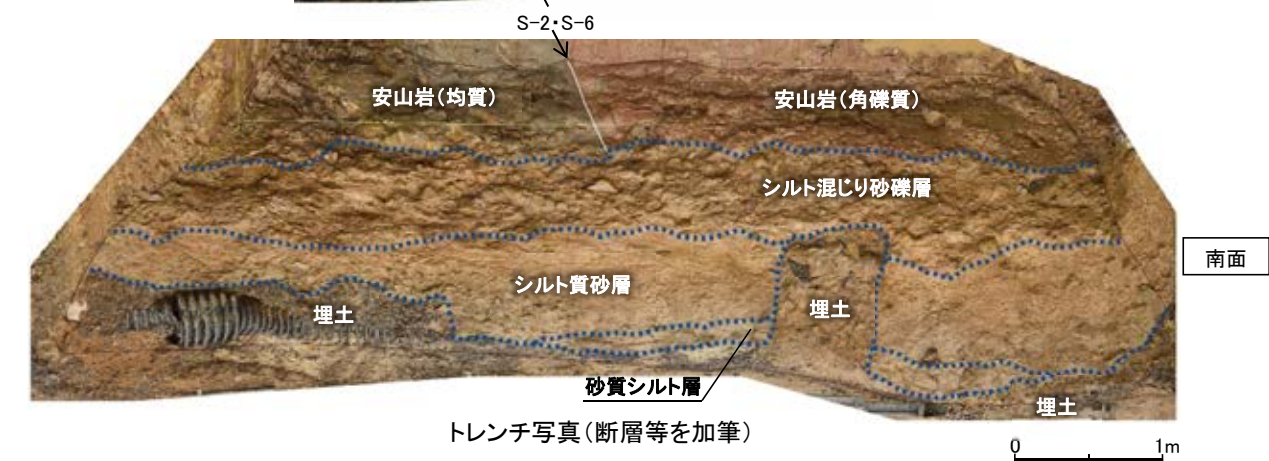 S-2・S-6
安山岩(均質)
安山岩(角礫質)
シルト混じり砂礫層
南面
シルト質砂層
埋土
埋土
砂質シルト層
埋土
トレンチ写真(断層等を加筆)
0 1m